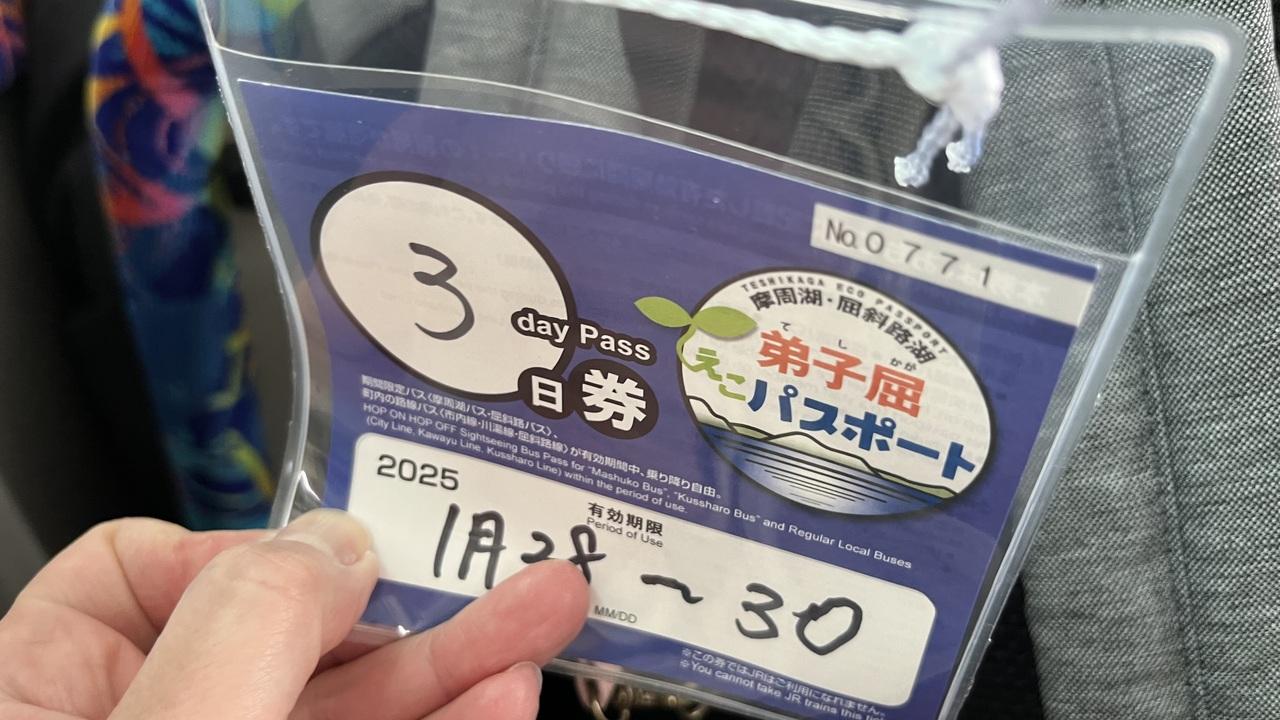 No.0771
3
day Pass
日券
TESHIKAGA ECO PASSPORT
摩周湖・屈斜路湖
てしかが
弟子屈
えこ
パスポート
期間限定バス〈摩周湖バス・屈斜路バス〉、
町内の路線バス〈市内線・川湯線・屈斜路線〉が有効期間中、乗り降り自由。
HOP ON HOP OFF Sightseeing Bus Pass for "Mashuko Bus", "Kussharo Bus" and Regular Local Buses
(City Line, Kawayu Line, Kussharo Line) within the period of use.
2025
有効期限
Period of Use
1月28〜30
MM/DD
※この券ではJRはご利用になれません。
※You cannot take JR trains this